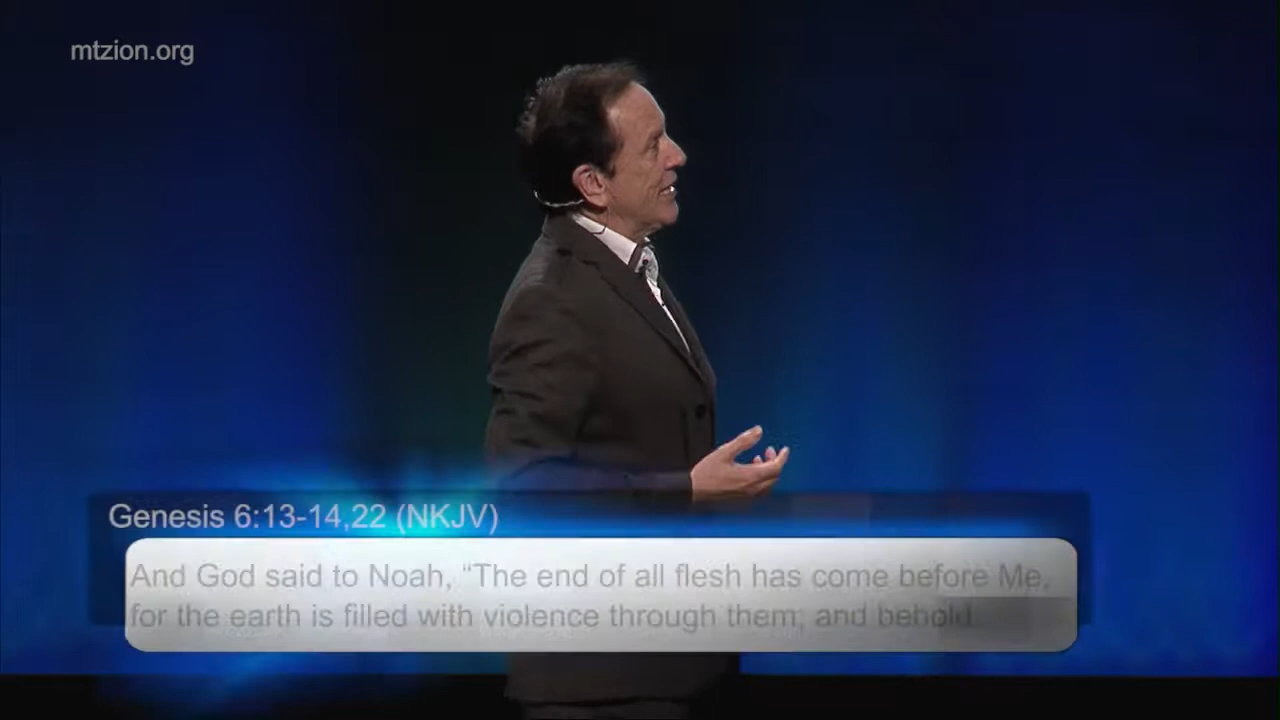 mtzion.org
Genesis 6:13-14,22 (NKJV)
And God said to Noah, “The end of all flesh has come before Me,
for the earth is filled with violence through them; and behold